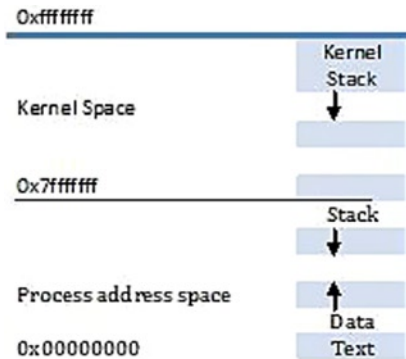 0xffffffff
Kernel
Stack
Kernel Space
0x7fffffff
Stack
Process address space
Data
0x00000000 Text